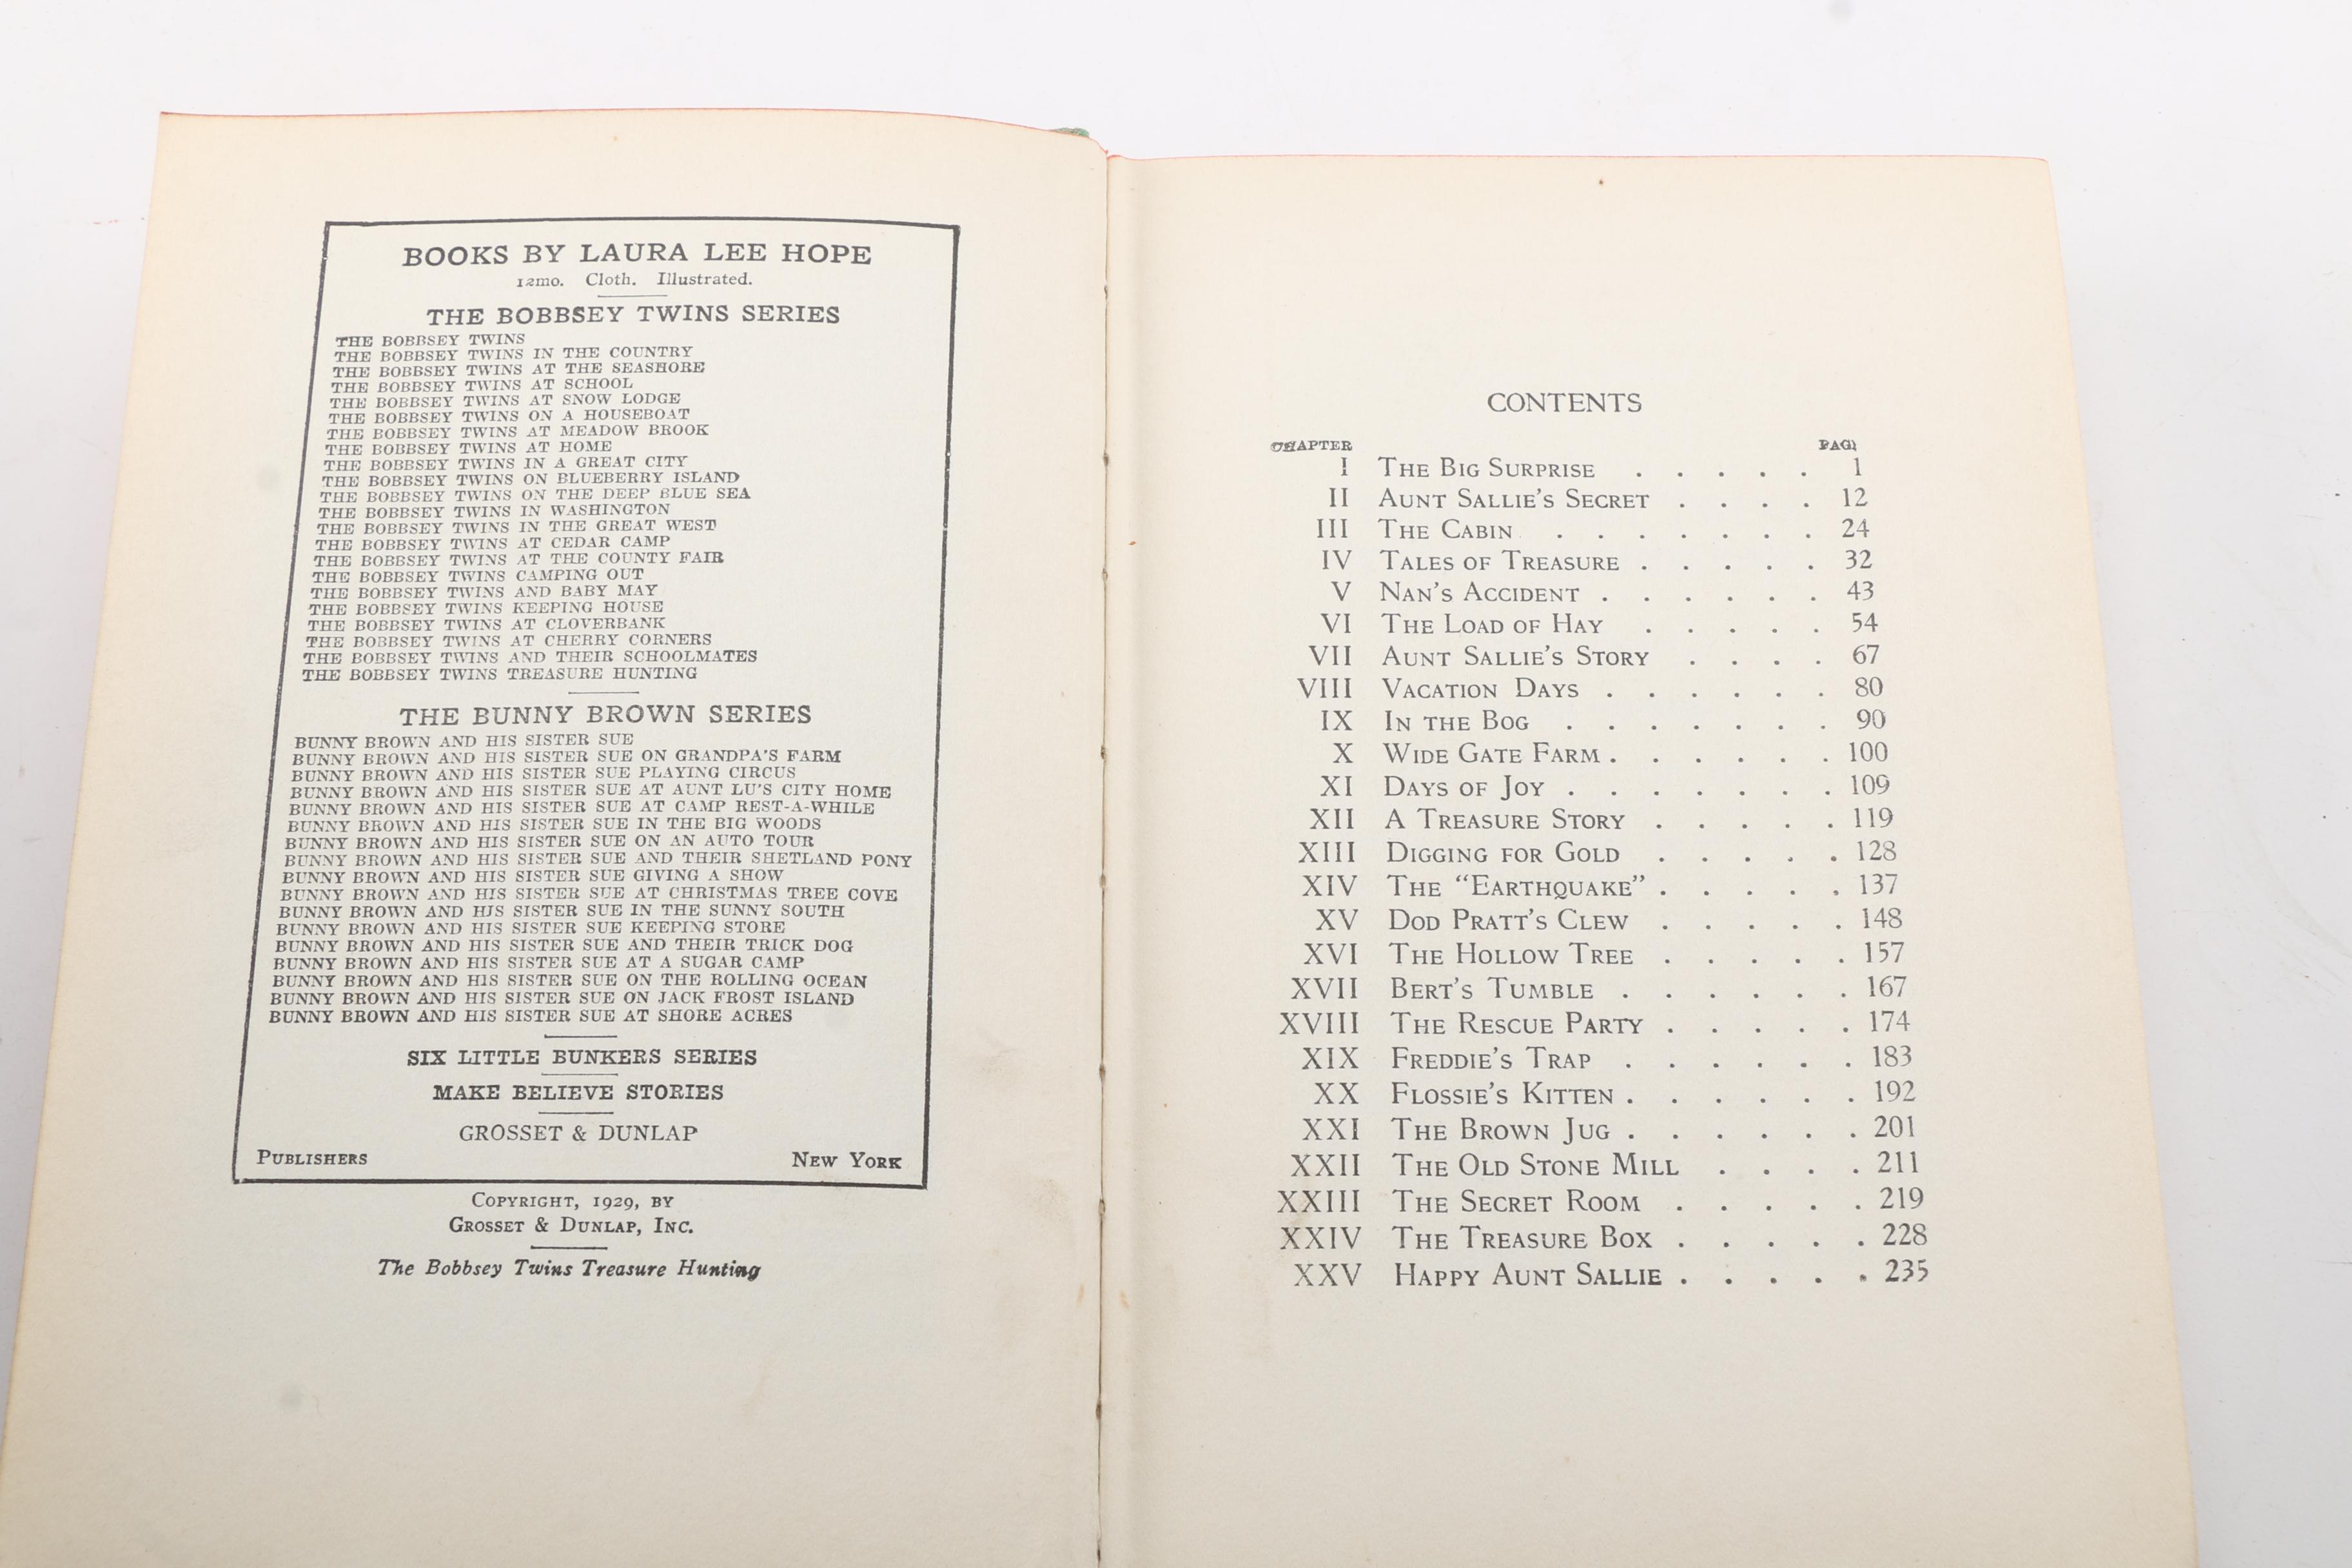 BOOKS BY LAURA LEE HOPE
12mo. Cloth. Illustrated.
THE BOBBSEY TWINS SERIES
THE BOBBSEY TWINS
THE BOBBSEY TWINS IN THE COUNTRY
THE BOBBSEY TWINS AT THE SEASHORE
THE BOBBSEY TWINS AT SCHOOL
THE BOBBSEY TWINS AT SNOW LODGE
THE BOBBSEY TWINS ON A HOUSEBOAT
THE BOBBSEY TWINS AT MEADOW BROOK
THE BOBBSEY TWINS AT HOME
THE BOBBSEY TWINS IN A GREAT CITY
THE BOBBSEY TWINS ON BLUEBERRY ISLAND
THE BOBBSEY TWINS ON THE DEEP BLUE SEA
THE BOBBSEY TWINS IN WASHINGTON
THE BOBBSEY TWINS IN THE GREAT WEST
THE BOBBSEY TWINS AT CEDAR CAMP
THE BOBBSEY TWINS AT THE COUNTY FAIR
THE BOBBSEY TWINS CAMPING OUT
THE BOBBSEY TWINS AND BABY MAY
THE BOBBSEY TWINS KEEPING HOUSE
THE BOBBSEY TWINS AT CLOVERBANK
THE BOBBSEY TWINS AT CHERRY CORNERS
THE BOBBSEY TWINS AND THEIR SCHOOLMATES
THE BOBBSEY TWINS TREASURE HUNTING
THE BUNNY BROWN SERIES
BUNNY BROWN AND HIS SISTER SUE
BUNNY BROWN AND HIS SISTER SUE ON GRANDPA'S FARM
BUNNY BROWN AND HIS SISTER SUE PLAYING CIRCUS
BUNNY BROWN AND HIS SISTER SUE AT AUNT LU'S CITY HOME
BUNNY BROWN AND HIS SISTER SUE AT CAMP REST-A-WHILE
BUNNY BROWN AND HIS SISTER SUE IN THE BIG WOODS
BUNNY BROWN AND HIS SISTER SUE ON AN AUTO TOUR
BUNNY BROWN AND HIS SISTER SUE AND THEIR SHETLAND PONY
BUNNY BROWN AND HIS SISTER SUE GIVING A SHOW
BUNNY BROWN AND HIS SISTER SUE AT CHRISTMAS TREE COVE
BUNNY BROWN AND HIS SISTER SUE IN THE SUNNY SOUTH
BUNNY BROWN AND HIS SISTER SUE KEEPING STORE
BUNNY BROWN AND HIS SISTER SUE AND THEIR TRICK DOG
BUNNY BROWN AND HIS SISTER SUE AT A SUGAR CAMP
BUNNY BROWN AND HIS SISTER SUE ON THE ROLLING OCEAN
BUNNY BROWN AND HIS SISTER SUE ON JACK FROST ISLAND
BUNNY BROWN AND HIS SISTER SUE AT SHORE ACRES
SIX LITTLE BUNKERS SERIES
MAKE BELIEVE STORIES
GROSSET & DUNLAP
PUBLISHERS NEW YORK
COPYRIGHT, 1929, BY
GROSSET & DUNLAP, INC.
The Bobbsey Twins Treasure Hunting
CONTENTS
CHAPTER PAG
I THE BIG SURPRISE . . . . . 1
II AUNT SALLIE'S SECRET . . . . 12
III THE CABIN . . . . . . . 24
IV TALES OF TREASURE . . . . . 32
V NAN'S ACCIDENT . . . . . . 43
VI THE LOAD OF HAY . . . . . 54
VII AUNT SALLIE'S STORY . . . . 67
VIII VACATION DAYS . . . . . . 80
IX IN THE BOG . . . . . . . 90
X WIDE GATE FARM . . . . . . 100
XI DAYS OF JOY . . . . . . . 109
XII A TREASURE STORY . . . . . 119
XIII DIGGING FOR GOLD . . . . . 128
XIV THE "EARTHQUAKE" . . . . . 137
XV DOD PRATT'S CLEW . . . . . 148
XVI THE HOLLOW TREE . . . . . 157
XVII BERT'S TUMBLE . . . . . . 167
XVIII THE RESCUE PARTY . . . . . 174
XIX FREDDIE'S TRAP . . . . . . 183
XX FLOSSIE'S KITTEN . . . . . . 192
XXI THE BROWN JUG . . . . . . 201
XXII THE OLD STONE MILL . . . . 211
XXIII THE SECRET ROOM . . . . . 219
XXIV THE TREASURE BOX . . . . . 228
XXV HAPPY AUNT SALLIE . . . . . 235